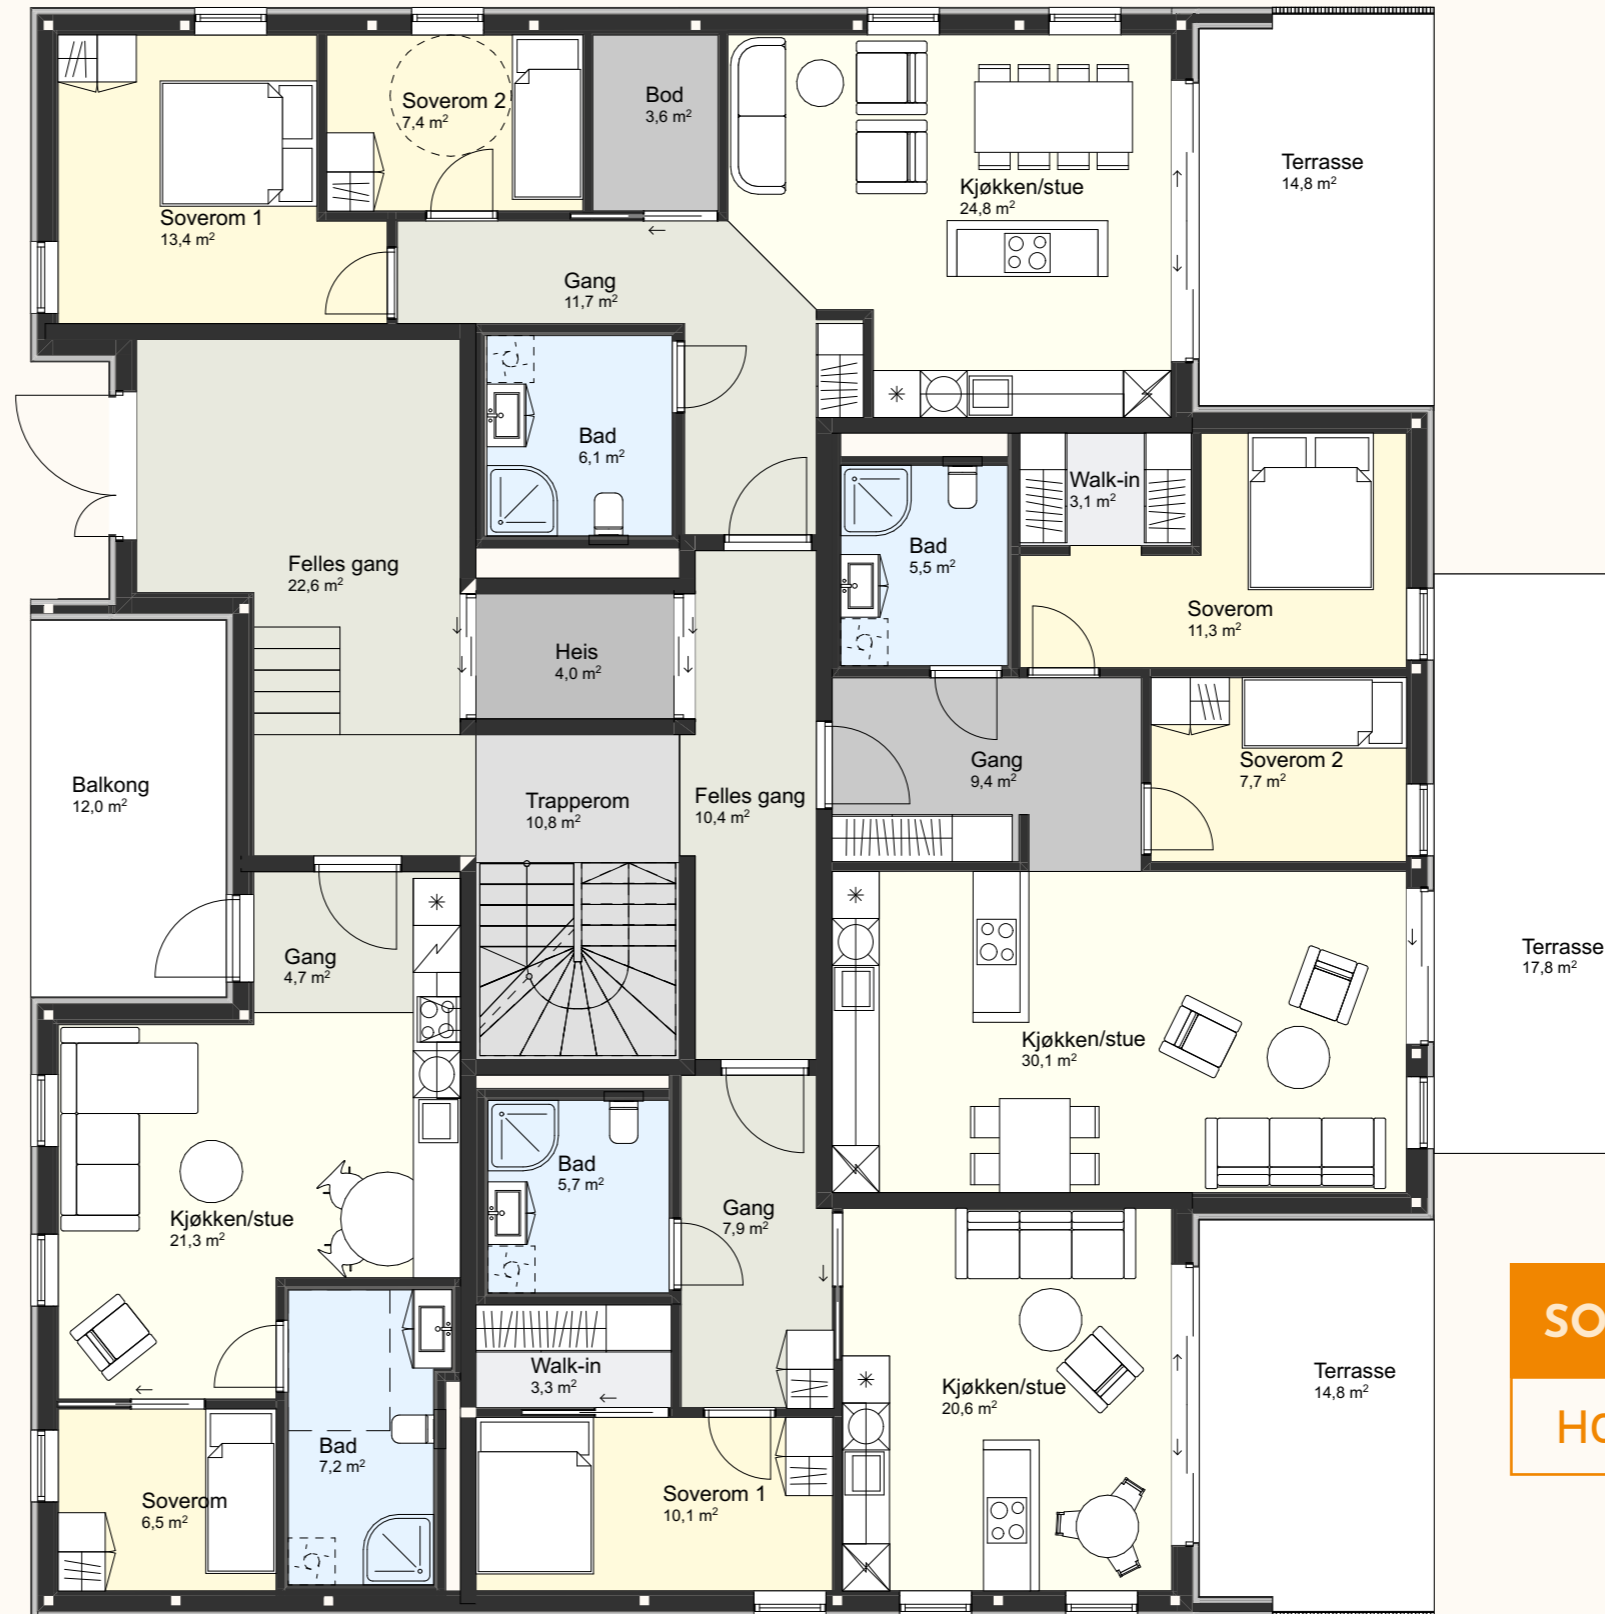 Soverom 1
13,4 m²
Soverom 2
7,4 m²
Bod
3,6 m²
Kjøkken/stue
24,8 m²
Terrasse
14,8 m²
Gang
11,7 m²
Bad
6,1 m²
Felles gang
22,6 m²
Heis
4,0 m²
Bad
5,5 m²
Walk-in
3,1 m²
Soverom
11,3 m²
Balkong
12,0 m²
Trapperom
10,8 m²
Felles gang
10,4 m²
Gang
9,4 m²
Soverom 2
7,7 m²
Gang
4,7 m²
Kjøkken/stue
30,1 m²
Terrasse
17,8 m²
Kjøkken/stue
21,3 m²
Bad
5,7 m²
Gang
7,9 m²
Walk-in
3,3 m²
Kjøkken/stue
20,6 m²
Terrasse
14,8 m²
Bad
7,2 m²
Soverom
6,5 m²
Soverom 1
10,1 m²
SO
HO